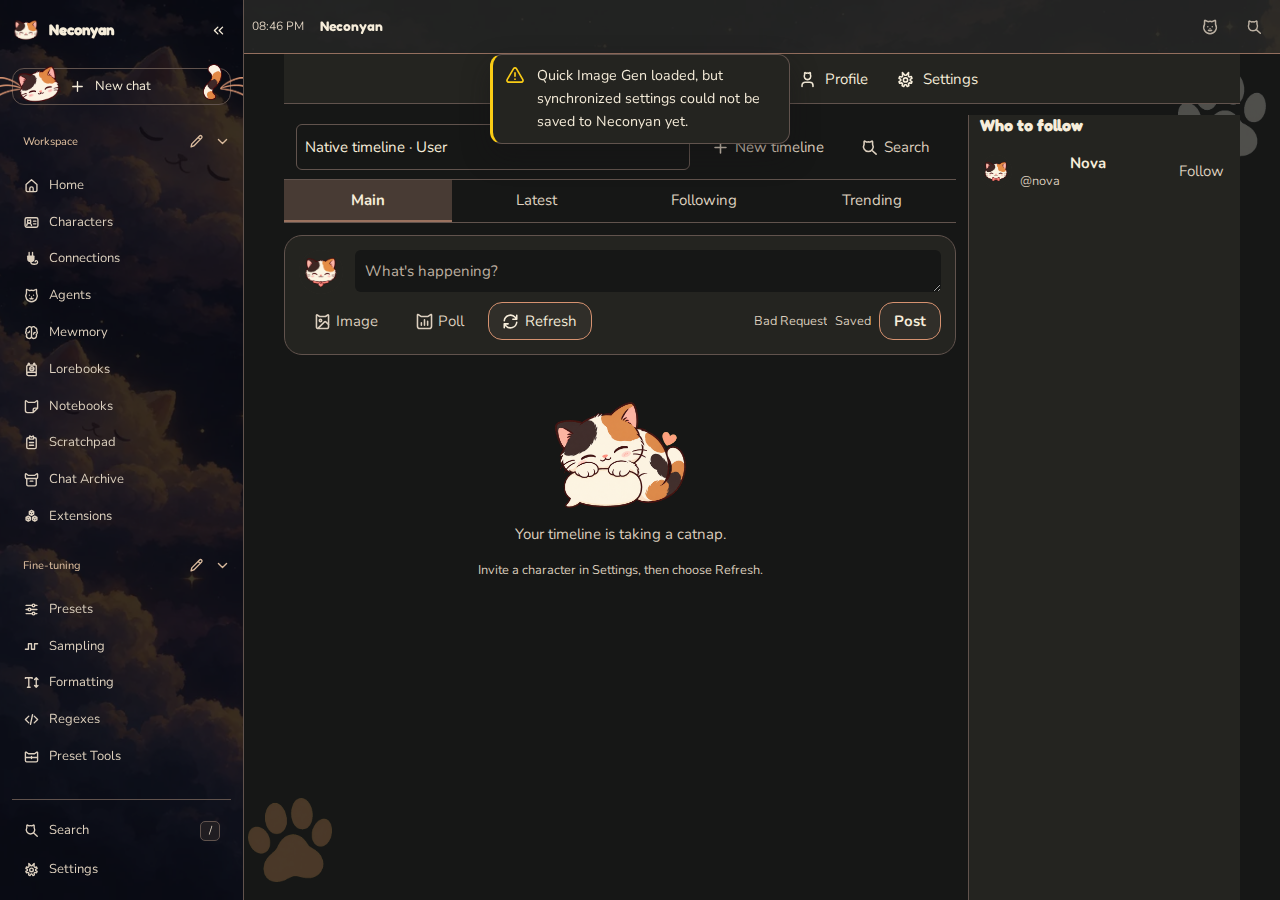 Neconyan
08:46 PM
Neconyan
New chat
Workspace
Home
Characters
Connections
Agents
Mewmory
Lorebooks
Notebooks
Scratchpad
Chat Archive
Extensions
Fine-tuning
Presets
Sampling
Formatting
Regexes
Preset Tools
Search
/
Settings
Quick Image Gen loaded, but
synchronized settings could not be
saved to Neconyan yet.
Profile
Settings
Native timeline · User
New timeline
Search
Main
Latest
Following
Trending
What's happening?
Image
Poll
Refresh
Bad Request
Saved
Post
Your timeline is taking a catnap.
Invite a character in Settings, then choose Refresh.
Who to follow
Nova
@nova
Follow